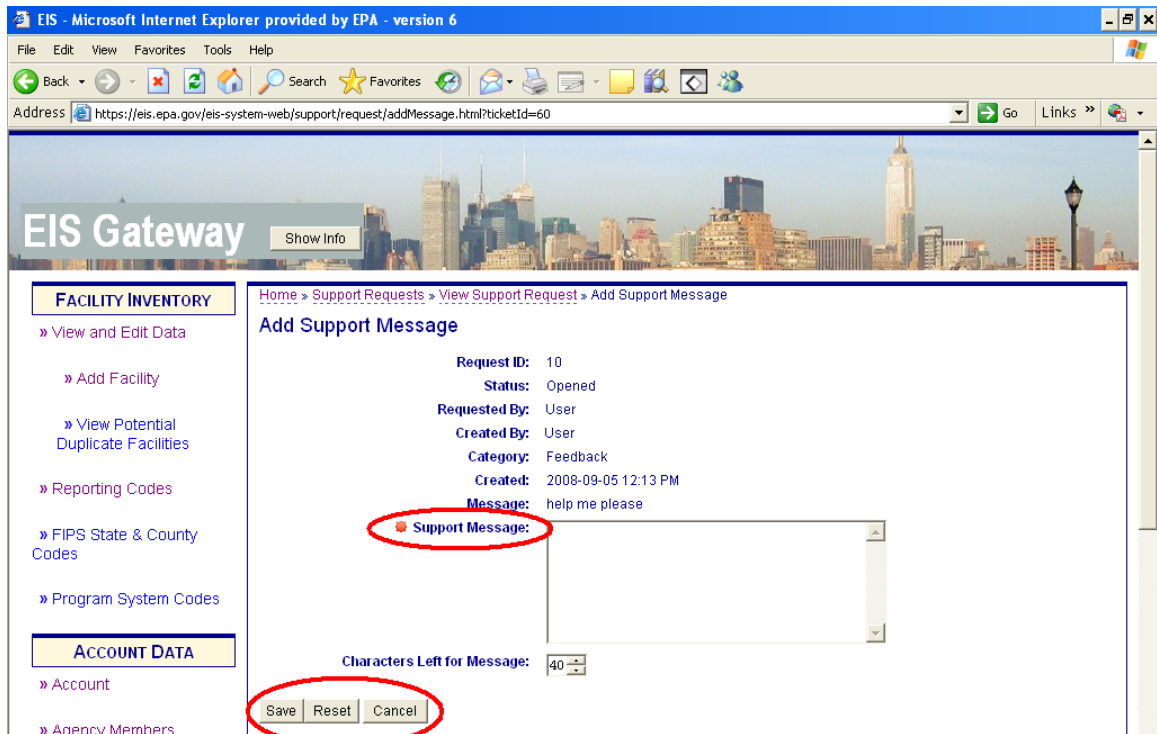 EIS - Microsoft Internet Explorer provided by EPA - version 6
File Edit View Favorites Tools Help
Back Search Favorites
Address https://eis.epa.gov/eis-system-web/support/request/addMessage.html?ticketId=60 Go Links »
EIS Gateway Show Info
FACILITY INVENTORY
» View and Edit Data
» Add Facility
» View Potential
Duplicate Facilities
» Reporting Codes
» FIPS State & County
Codes
» Program System Codes
ACCOUNT DATA
» Account
» Agency Members
Home » Support Requests » View Support Request » Add Support Message
Add Support Message
Request ID: 10
Status: Opened
Requested By: User
Created By: User
Category: Feedback
Created: 2008-09-05 12:13 PM
Message: help me please
Support Message:
Characters Left for Message: 40
Save Reset Cancel